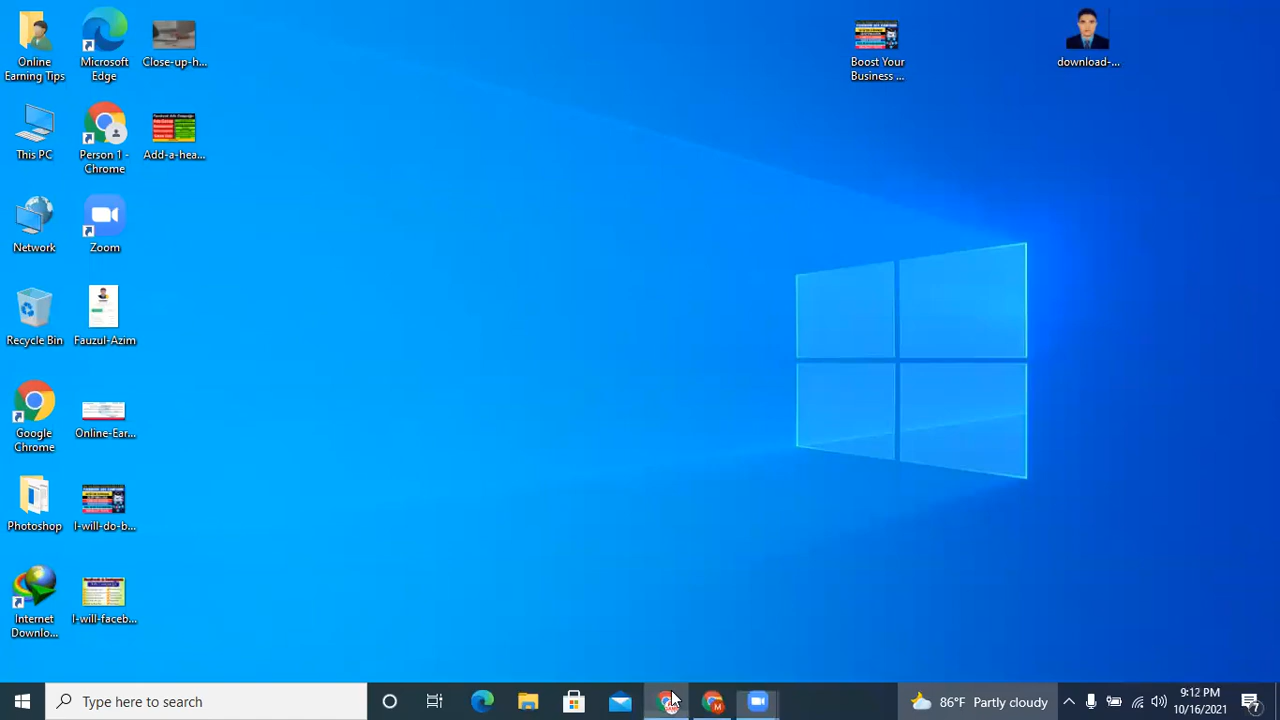 Online
Earning Tips
Microsoft
Edge
Close-up-h...
Boost Your
Business ...
download-...
This PC
Person 1 -
Chrome
Add-a-hea...
Network
Zoom
Recycle Bin
Fauzul-Azim
Google
Chrome
Online-Ear...
Photoshop
I-will-do-b...
Internet
Downlo...
I-will-faceb...
Type here to search
86°F Partly cloudy
9:12 PM
10/16/2021
7